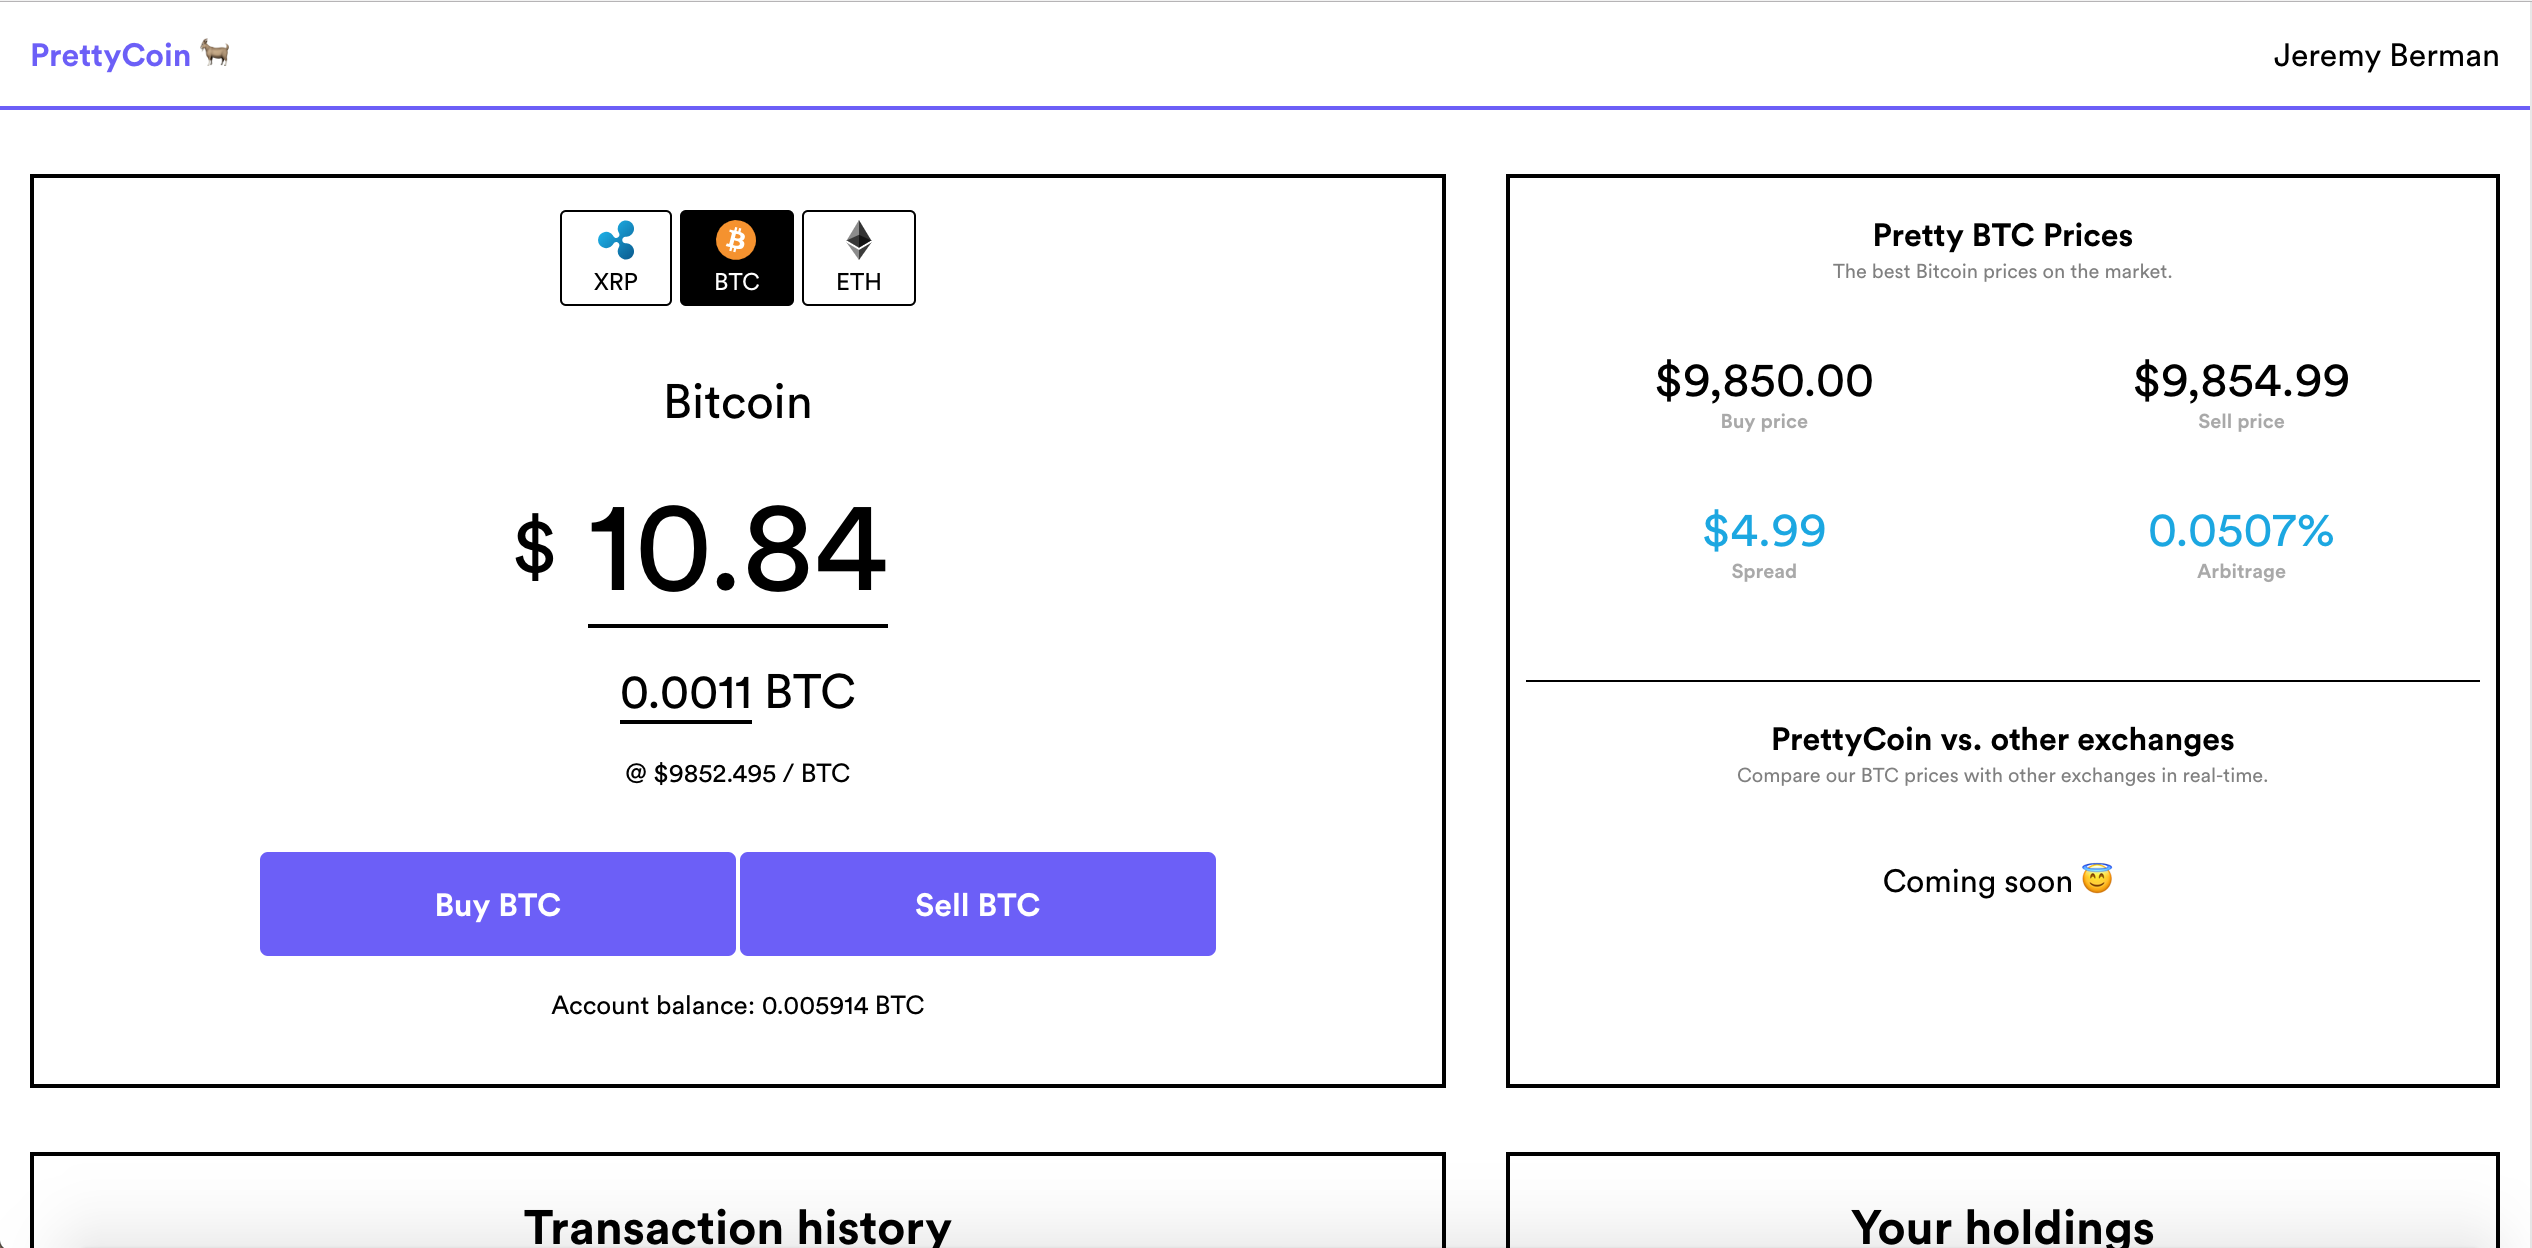 PrettyCoin 🐐
Jeremy Berman
XRP
BTC
ETH
Bitcoin
$ 10.84
0.0011 BTC
@ $9852.495 / BTC
Buy BTC
Sell BTC
Account balance: 0.005914 BTC
Pretty BTC Prices
The best Bitcoin prices on the market.
$9,850.00
Buy price
$9,854.99
Sell price
$4.99
Spread
0.0507%
Arbitrage
PrettyCoin vs. other exchanges
Compare our BTC prices with other exchanges in real-time.
Coming soon 😇
Transaction history
Your holdings